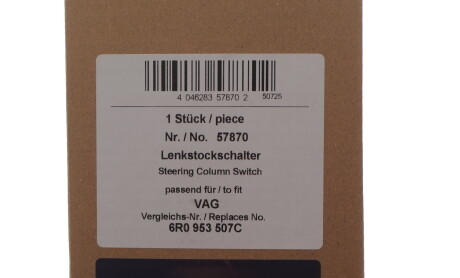 4 046283 57870 2 50725
1 Stück / piece
Nr. / No. 57870
Lenkstockschalter
Steering Column Switch
passend für / to fit
VAG
Vergleichs-Nr. / Replaces No.
6R0 953 507C